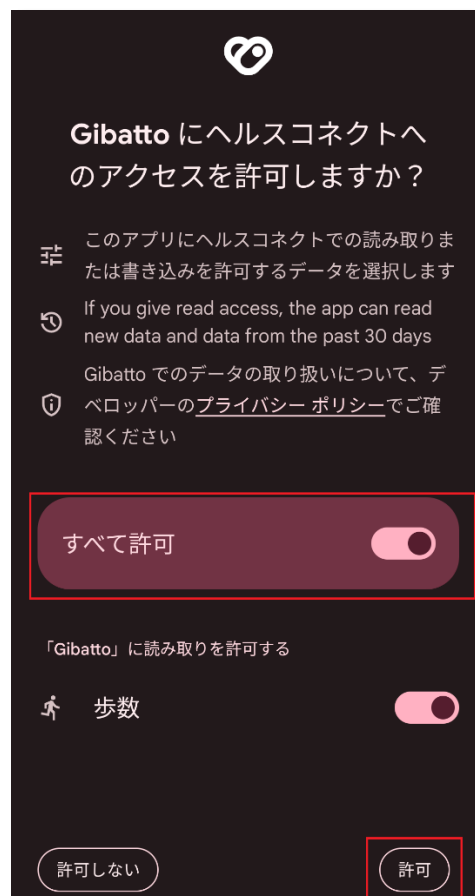 Gibatto にヘルスコネクトへ
のアクセスを許可しますか？
このアプリにヘルスコネクトでの読み取りま
たは書き込みを許可するデータを選択します
If you give read access, the app can read
new data and data from the past 30 days
Gibatto でのデータの取り扱いについて、デ
ベロッパーのプライバシー ポリシーでご確
認ください
すべて許可
「Gibatto」に読み取りを許可する
歩数
許可しない
許可